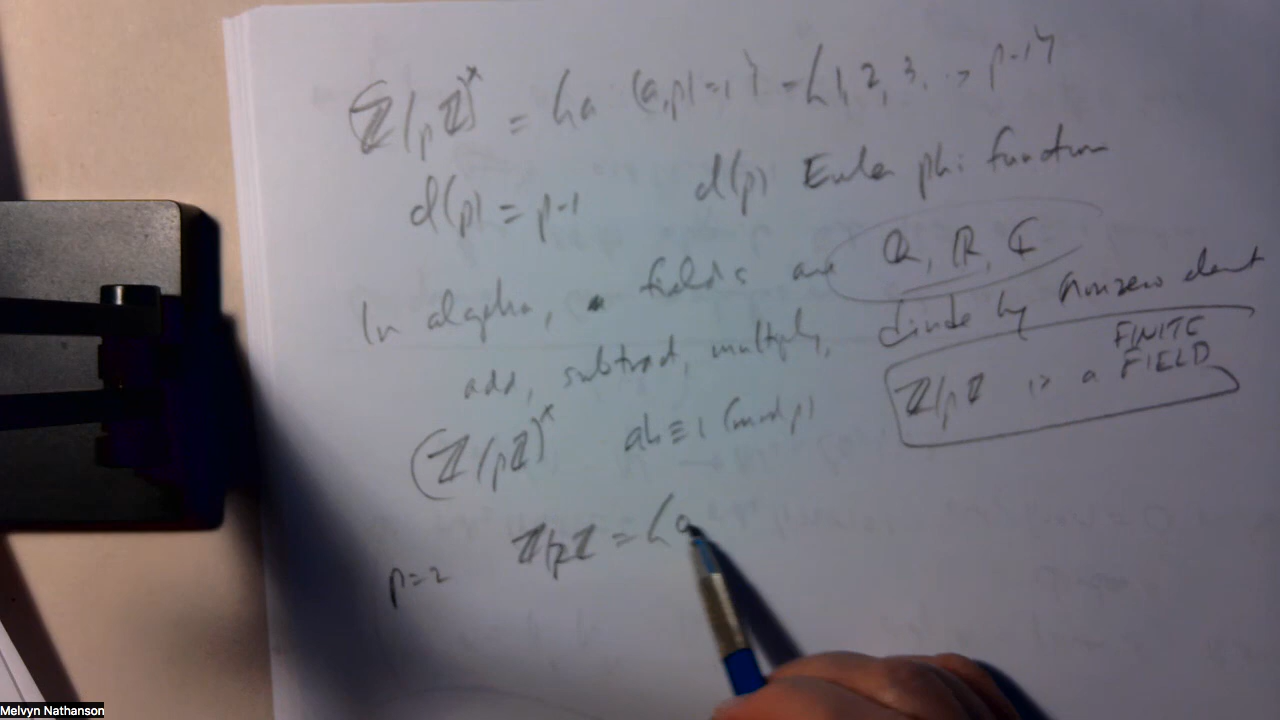 (ℤ/pℤ)^x = {a (a,p)=1} = {1, 2, 3, .., p-1}
φ(p) = p-1 φ(p) Euler phi function
In algebra, fields are ℚ, ℝ, ℂ
add, subtract, multiply, divide by nonzero element
(ℤ/pℤ)^x ab ≡ 1 (mod p) ℤ/pℤ is a FINITE FIELD
p=2 ℤ/2ℤ = {0
Melvyn Nathanson